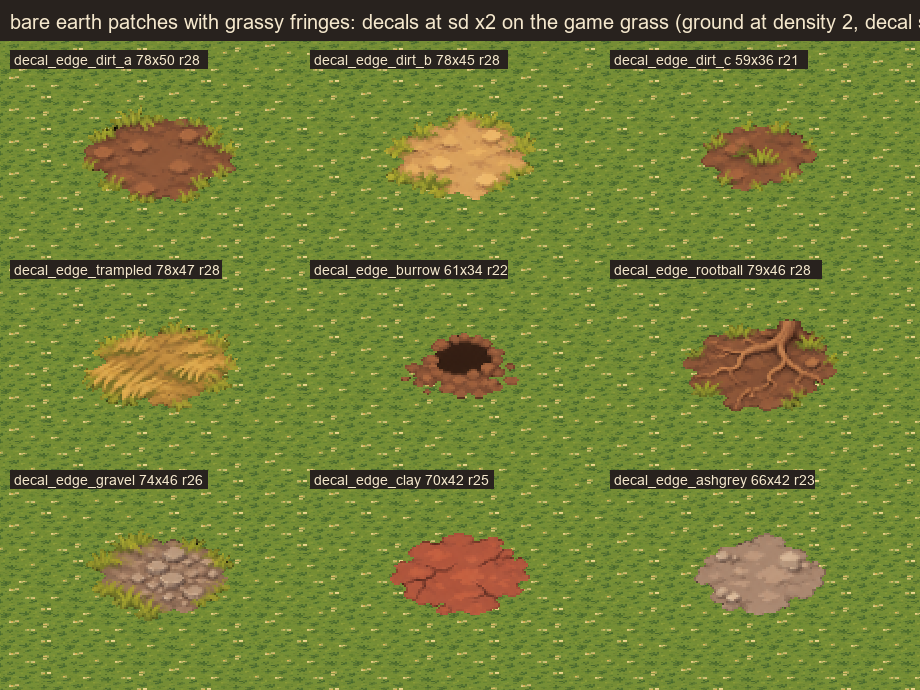 bare earth patches with grassy fringes: decals at sd x2 on the game grass (ground at density 2, decal
decal_edge_dirt_a 78x50 r28
decal_edge_dirt_b 78x45 r28
decal_edge_dirt_c 59x36 r21
decal_edge_trampled 78x47 r28
decal_edge_burrow 61x34 r22
decal_edge_rootball 79x46 r28
decal_edge_gravel 74x46 r26
decal_edge_clay 70x42 r25
decal_edge_ashgrey 66x42 r23